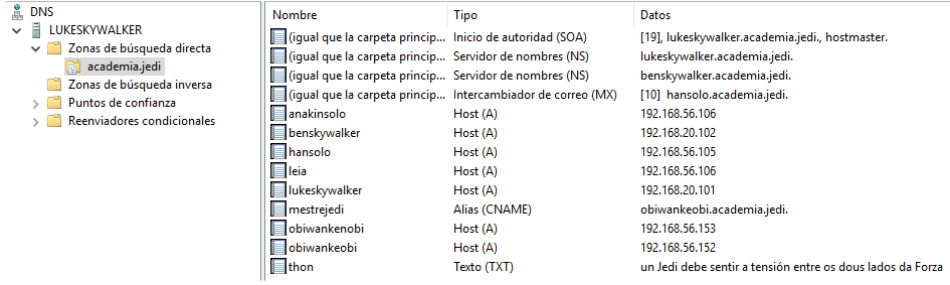 DNS
LUKESKYWALKER
Zonas de búsqueda directa
academia.jedi
Zonas de búsqueda inversa
Puntos de confianza
Reenviadores condicionales
Nombre Tipo Datos
(igual que la carpeta princip... Inicio de autoridad (SOA) [19], lukeskywalker.academia.jedi., hostmaster.
(igual que la carpeta princip... Servidor de nombres (NS) lukeskywalker.academia.jedi.
(igual que la carpeta princip... Servidor de nombres (NS) benskywalker.academia.jedi.
(igual que la carpeta princip... Intercambiador de correo (MX) [10] hansolo.academia.jedi.
anakinsolo Host (A) 192.168.56.106
benskywalker Host (A) 192.168.20.102
hansolo Host (A) 192.168.56.105
leia Host (A) 192.168.56.106
lukeskywalker Host (A) 192.168.20.101
mestrejedi Alias (CNAME) obiwankeobi.academia.jedi.
obiwankenobi Host (A) 192.168.56.153
obiwankeobi Host (A) 192.168.56.152
thon Texto (TXT) un Jedi debe sentir a tensión entre os dous lados da Forza